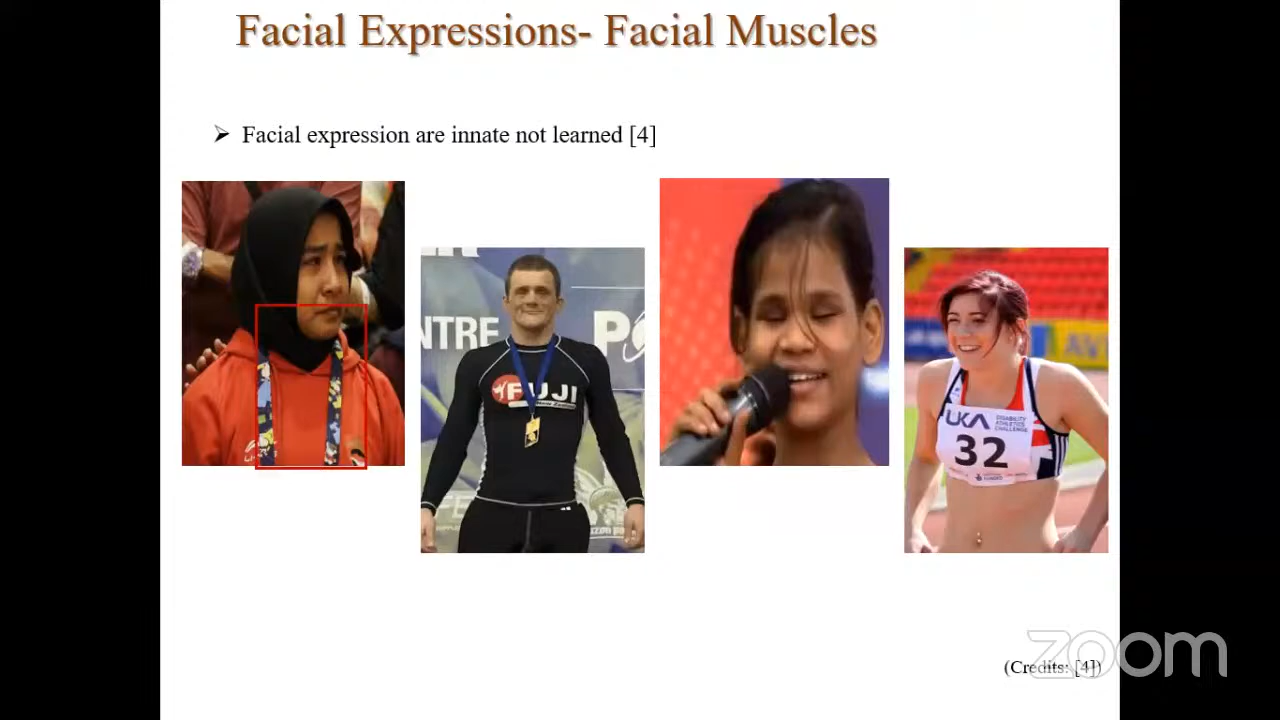 Facial Expressions- Facial Muscles
➢ Facial expression are innate not learned [4]
NTRE
PO
FUJI
AV
UKA
DISABILITY
ATHLETICS
CHALLENGE
32
(Credits: [4])
zoom